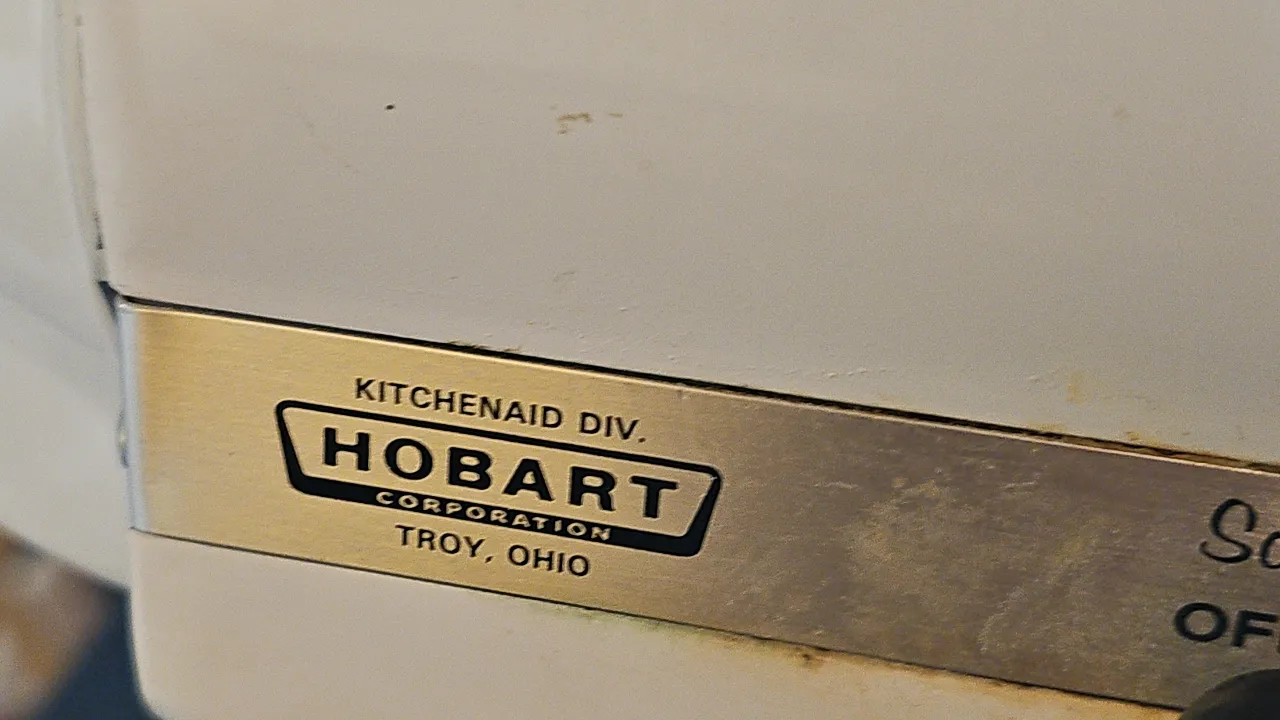 KITCHENAID DIV.
HOBART
CORPORATION
TROY, OHIO